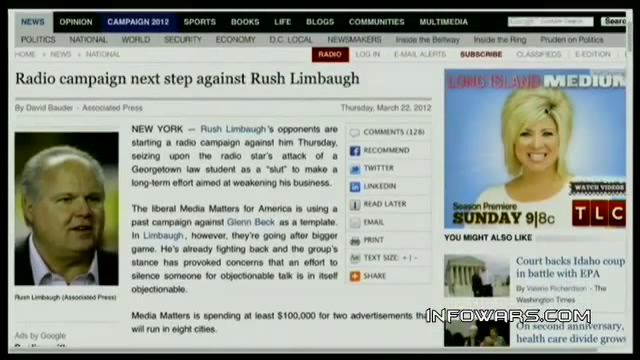 NEWS OPINION CAMPAIGN 2012 SPORTS BOOKS LIFE BLOGS COMMUNITIES MULTIMEDIA
POLITICS NATIONAL WORLD SECURITY ECONOMY D.C. LOCAL NEWSMAKERS Inside the Beltway Inside the Ring Pruden on Politics
HOME > NEWS > NATIONAL
RADIO LOG IN E-MAIL ALERTS SUBSCRIBE CLASSIFIEDS E-EDITION
Radio campaign next step against Rush Limbaugh
By David Bauder - Associated Press
Thursday, March 22, 2012
NEW YORK — Rush Limbaugh's opponents are
starting a radio campaign against him Thursday,
seizing upon the radio star's attack of a
Georgetown law student as a “slut” to make a
long-term effort aimed at weakening his business.
The liberal Media Matters for America is using a
past campaign against Glenn Beck as a template.
In Limbaugh, however, they're going after bigger
game. He's already fighting back and the group's
stance has provoked concerns that an effort to
silence someone for objectionable talk is in itself
objectionable.
Media Matters is spending at least $100,000 for two advertisements that
will run in eight cities.
Rush Limbaugh (Associated Press)
Ads by Google
COMMENTS (128)
RECOMMEND
TWITTER
LINKEDIN
READ LATER
EMAIL
PRINT
TEXT SIZE: + -
SHARE
LONG ISLAND MEDIUM
WATCH VIDEOS
Season Premiere
SUNDAY 9|8c
TLC
YOU MIGHT ALSO LIKE
Court backs Idaho coup
in battle with EPA
By Valerie Richardson - The
Washington Times
On second anniversary,
health care divide grows
INFOWARS.COM